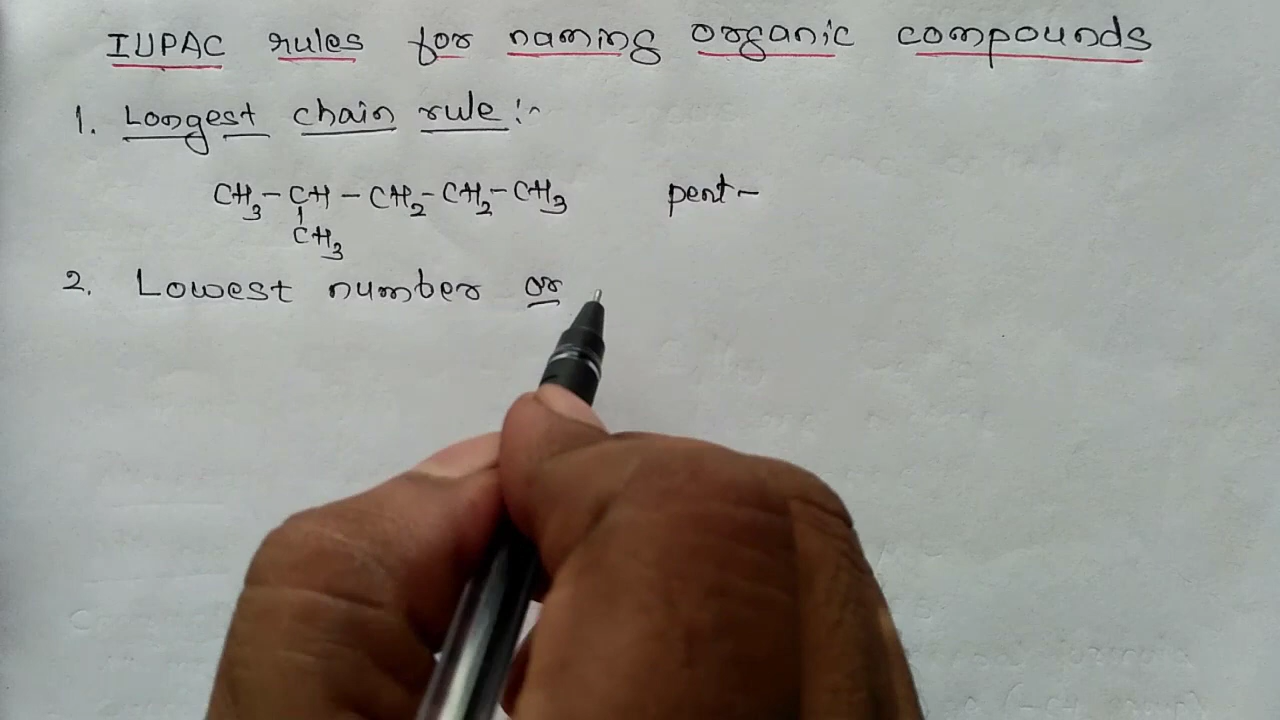 IUPAC rules for naming organic compounds
1. Longest chain rule :-
CH3 - CH - CH2 - CH2 - CH3 pent-
CH3
2. Lowest number or